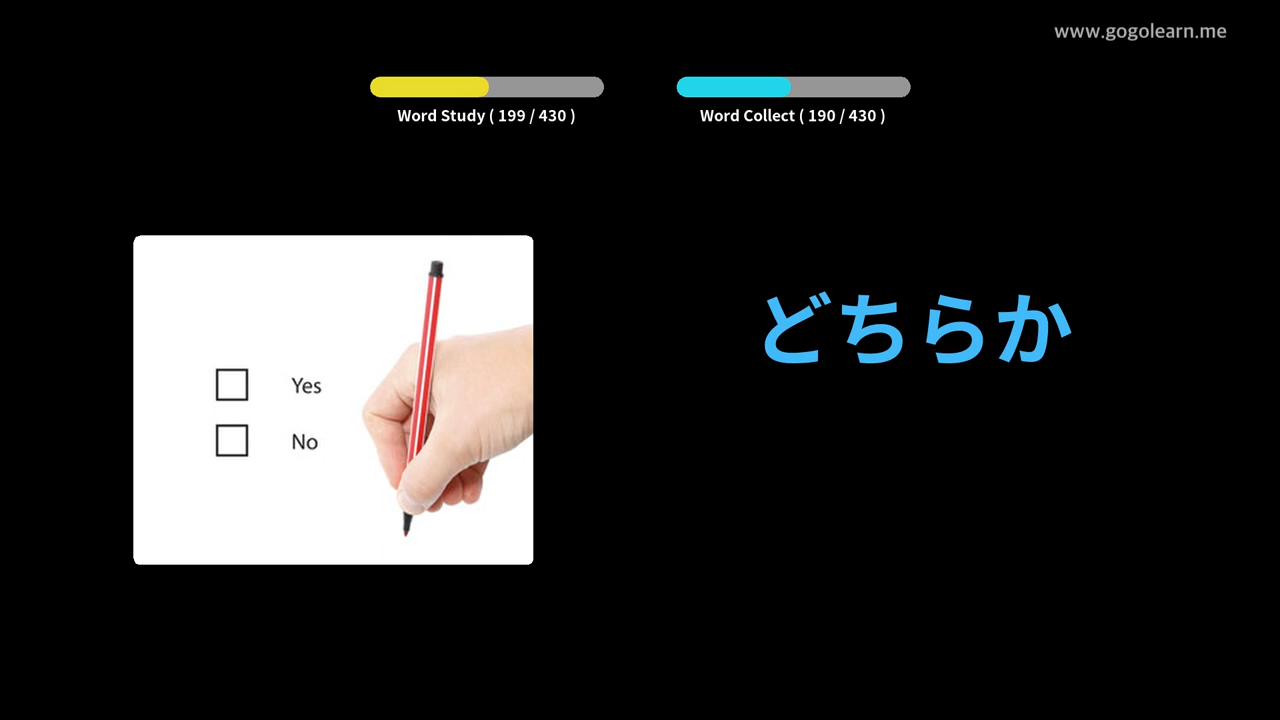 www.gogolearn.me
Word Study ( 199 / 430 )
Word Collect ( 190 / 430 )
どちらか
Yes
No